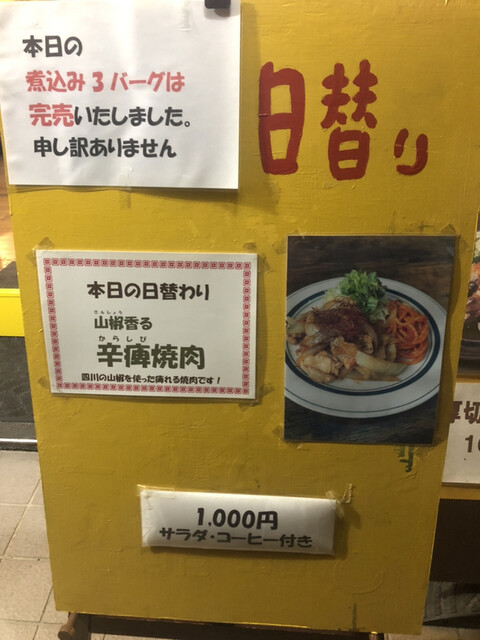 本日の
煮込み3バーグは
完売いたしました。
申し訳ありません
日替り
本日の日替わり
さんしょう
山椒香る
からしび
辛痺焼肉
四川の山椒を使った痺れる焼肉です!
1.000円
サラダ・コーヒー付き
厚切